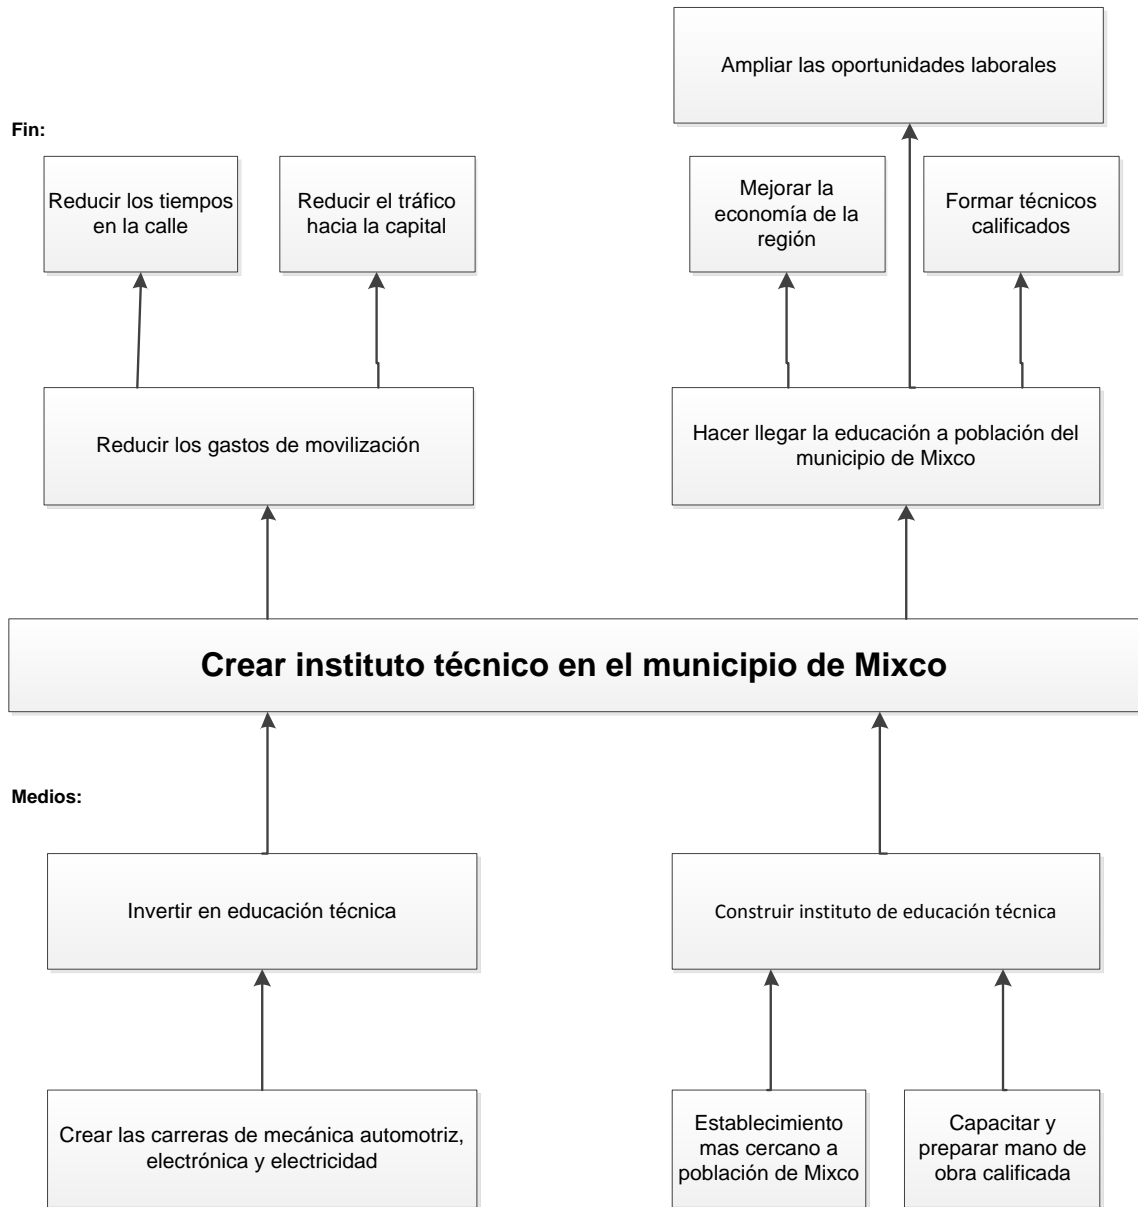 Ampliar las oportunidades laborales
Fin:
Reducir los tiempos
en la calle
Reducir el tráfico
hacia la capital
Mejorar la
economía de la
región
Formar técnicos
calificados
Reducir los gastos de movilización
Hacer llegar la educación a población del
municipio de Mixco
Crear instituto técnico en el municipio de Mixco
Medios:
Invertir en educación técnica
Construir instituto de educación técnica
Crear las carreras de mecánica automotriz,
electrónica y electricidad
Establecimiento
mas cercano a
población de Mixco
Capacitar y
preparar mano de
obra calificada